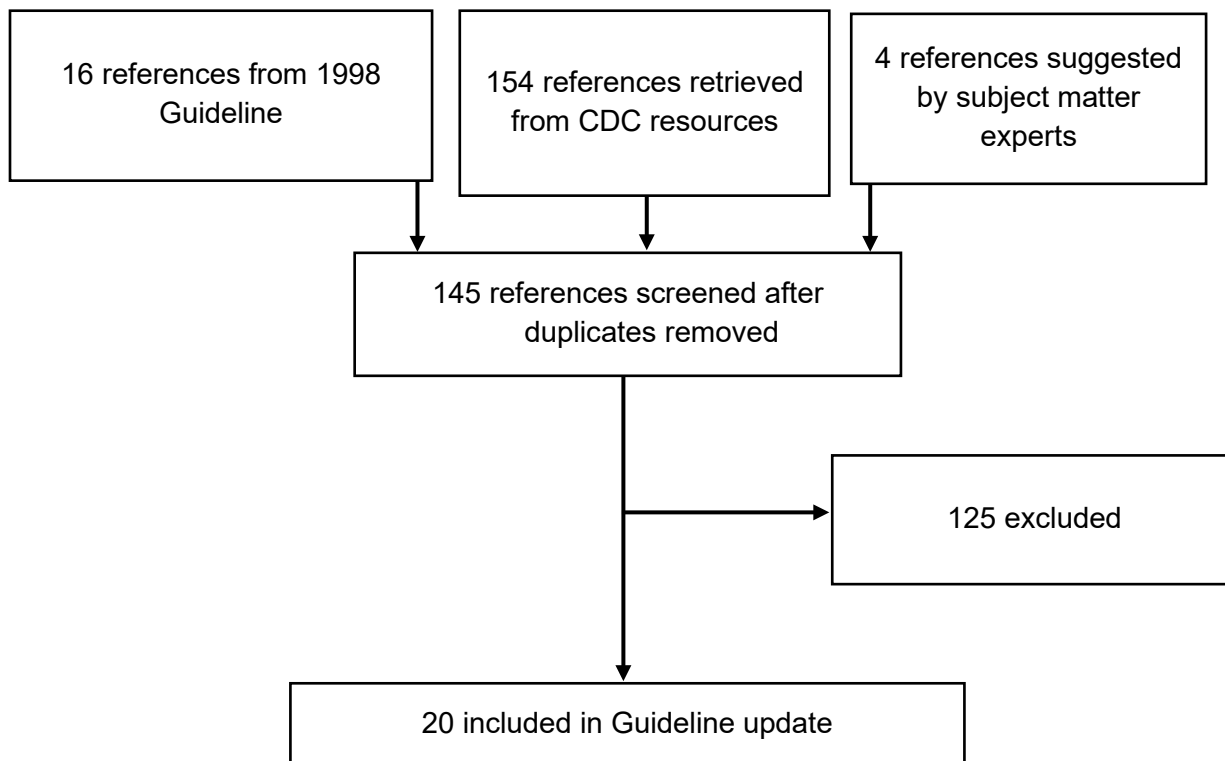 16 references from 1998
Guideline
154 references retrieved
from CDC resources
4 references suggested
by subject matter
experts
145 references screened after
duplicates removed
125 excluded
20 included in Guideline update